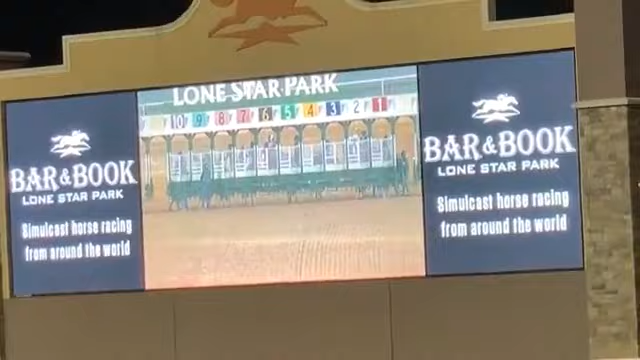 LONE STAR PARK
10 9 8 7 6 5 4 3 2 1
BAR & BOOK
LONE STAR PARK
Simulcast horse racing
from around the world
BAR & BOOK
LONE STAR PARK
Simulcast horse racing
from around the world